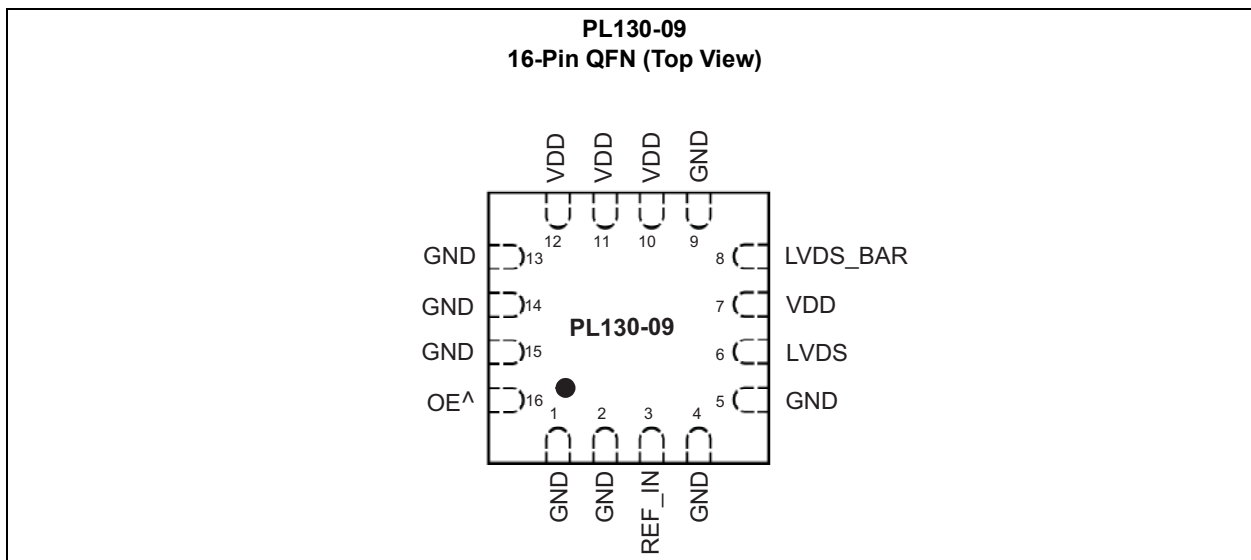 PL130-09
16-Pin QFN (Top View)
VDD
VDD
VDD
GND
12
11
10
9
GND
13
8
LVDS_BAR
GND
14
7
VDD
PL130-09
GND
15
6
LVDS
OE^
16
5
GND
1
2
3
4
GND
GND
REF_IN
GND